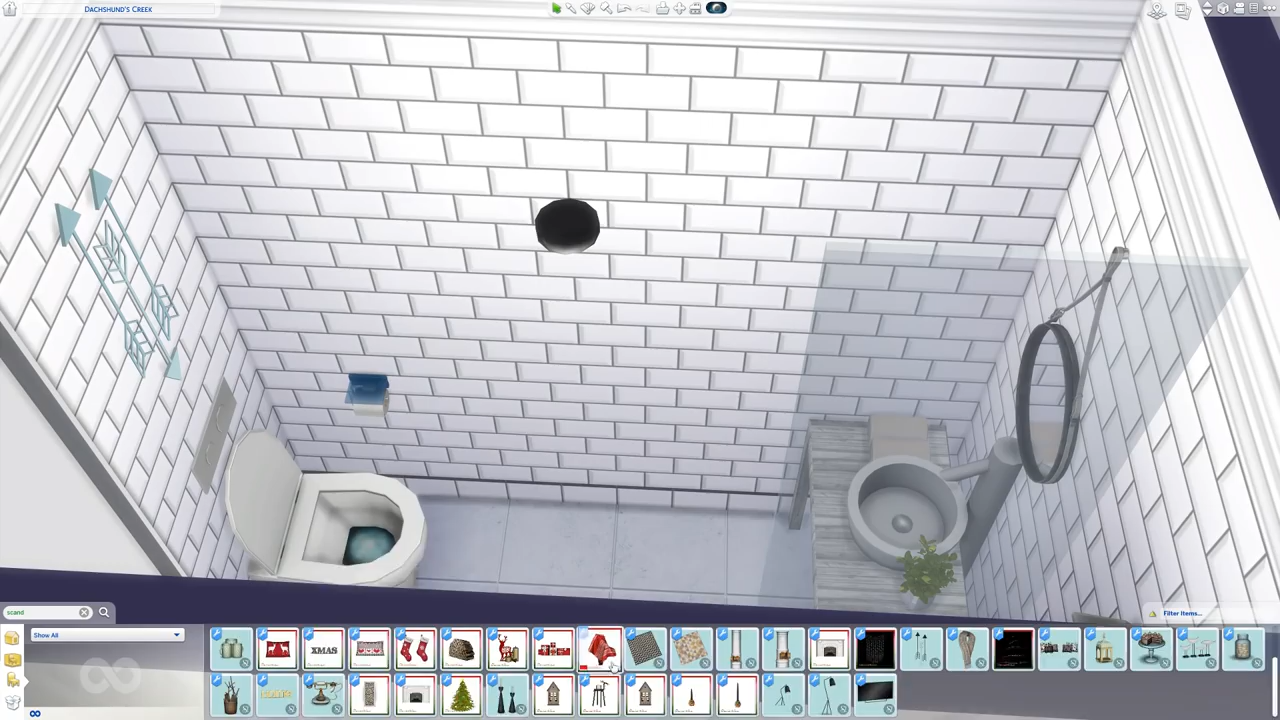 DACHSHUND'S CREEK
scand
Filter Items...
Show All
XMAS